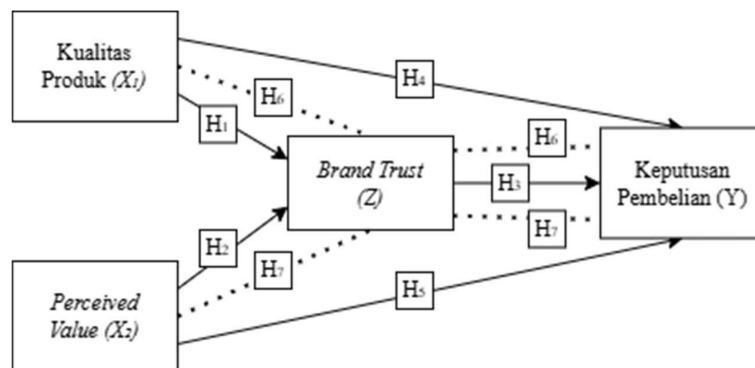 Kualitas
Produk (X₁)
H₄
H₆
H₁
Brand Trust
(Z)
H₆
H₃
H₇
Keputusan
Pembelian (Y)
H₂
H₇
Perceived
Value (X₂)
H₅